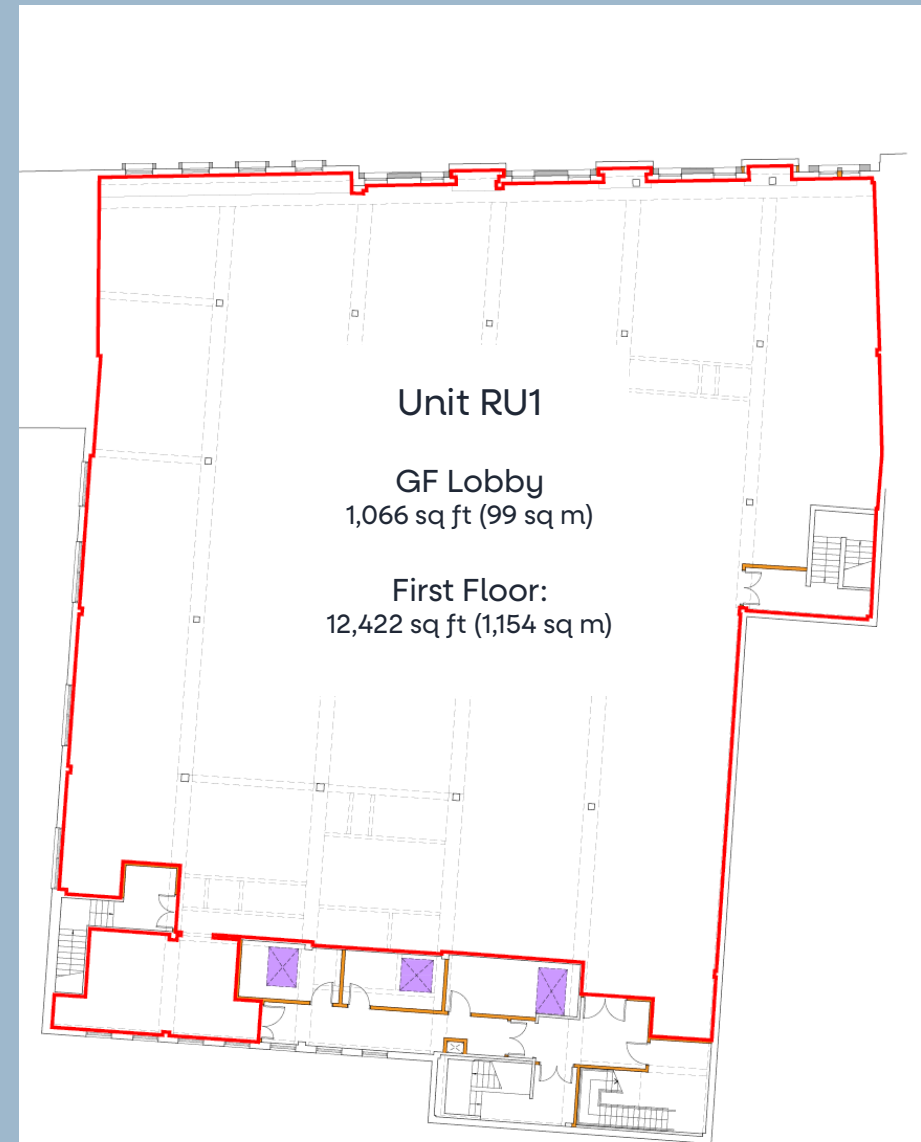 Unit RU1
GF Lobby
1,066 sq ft (99 sq m)
First Floor:
12,422 sq ft (1,154 sq m)